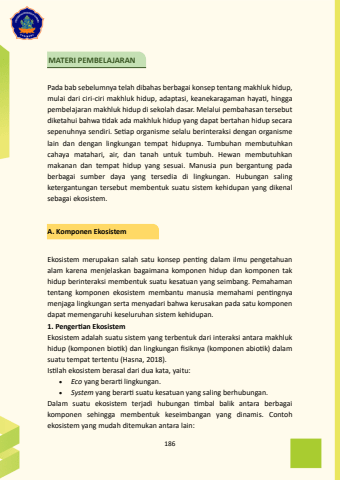 MATERI PEMBELAJARAN
Pada bab sebelumnya telah dibahas berbagai konsep tentang makhluk hidup,
mulai dari ciri-ciri makhluk hidup, adaptasi, keanekaragaman hayati, hingga
pembelajaran makhluk hidup di sekolah dasar. Melalui pembahasan tersebut
diketahui bahwa tidak ada makhluk hidup yang dapat bertahan hidup secara
sepenuhnya sendiri. Setiap organisme selalu berinteraksi dengan organisme
lain dan dengan lingkungan tempat hidupnya. Tumbuhan membutuhkan
cahaya matahari, air, dan tanah untuk tumbuh. Hewan membutuhkan
makanan dan tempat hidup yang sesuai. Manusia pun bergantung pada
berbagai sumber daya yang tersedia di lingkungan. Hubungan saling
ketergantungan tersebut membentuk suatu sistem kehidupan yang dikenal
sebagai ekosistem.
A. Komponen Ekosistem
Ekosistem merupakan salah satu konsep penting dalam ilmu pengetahuan
alam karena menjelaskan bagaimana komponen hidup dan komponen tak
hidup berinteraksi membentuk suatu kesatuan yang seimbang. Pemahaman
tentang komponen ekosistem membantu manusia memahami pentingnya
menjaga lingkungan serta menyadari bahwa kerusakan pada satu komponen
dapat memengaruhi keseluruhan sistem kehidupan.
1. Pengertian Ekosistem
Ekosistem adalah suatu sistem yang terbentuk dari interaksi antara makhluk
hidup (komponen biotik) dan lingkungan fisiknya (komponen abiotik) dalam
suatu tempat tertentu (Hasna, 2018).
Istilah ekosistem berasal dari dua kata, yaitu:
• Eco yang berarti lingkungan.
• System yang berarti suatu kesatuan yang saling berhubungan.
Dalam suatu ekosistem terjadi hubungan timbal balik antara berbagai
komponen sehingga membentuk keseimbangan yang dinamis. Contoh
ekosistem yang mudah ditemukan antara lain:
186